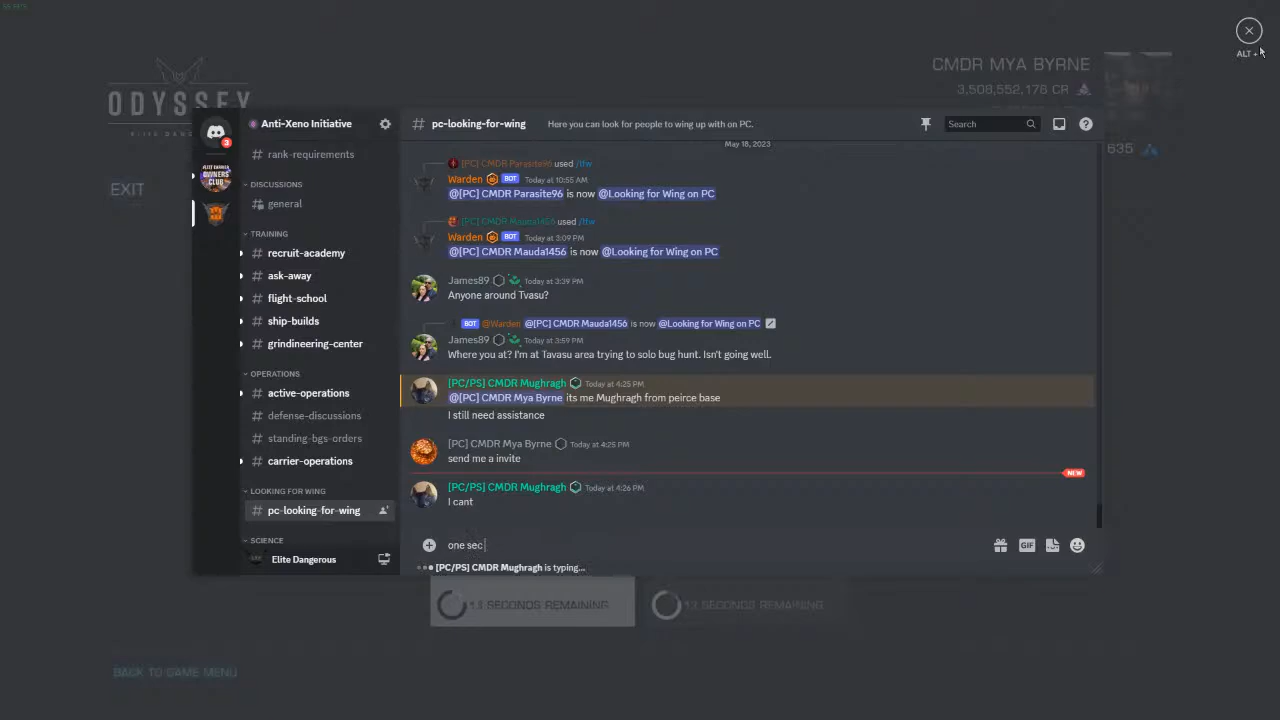 CMDR MYA BYRNE
ALT +
3,508,552,176 CR
ODYSSEY
635
EXIT
Anti-Xeno Initiative
# rank-requirements
DISCUSSIONS
general
TRAINING
# recruit-academy
# ask-away
# flight-school
# ship-builds
# grindineering-center
OPERATIONS
# active-operations
# defense-discussions
# standing-bgs-orders
# carrier-operations
LOOKING FOR WING
# pc-looking-for-wing
SCIENCE
Elite Dangerous
3
OWNERS
CLUB
# pc-looking-for-wing Here you can look for people to wing up with on PC.
Search
May 18, 2023
[PC] CMDR Parasite96 used /lfw
Warden BOT Today at 10:55 AM
@[PC] CMDR Parasite96 is now @Looking for Wing on PC
[PC] CMDR Mauda1456 used /lfw
Warden BOT Today at 3:09 PM
@[PC] CMDR Mauda1456 is now @Looking for Wing on PC
James89 Today at 3:39 PM
Anyone around Tvasu?
BOT @Warden @[PC] CMDR Mauda1456 is now @Looking for Wing on PC
James89 Today at 3:59 PM
Where you at? I'm at Tavasu area trying to solo bug hunt. Isn't going well.
[PC/PS] CMDR Mughragh Today at 4:25 PM
@[PC] CMDR Mya Byrne its me Mughragh from peirce base
I still need assistance
[PC] CMDR Mya Byrne Today at 4:25 PM
send me a invite
NEW
[PC/PS] CMDR Mughragh Today at 4:26 PM
I cant
one sec
GIF
[PC/PS] CMDR Mughragh is typing...
SECONDS REMAINING
SECONDS REMAINING
BACK TO GAME MENU